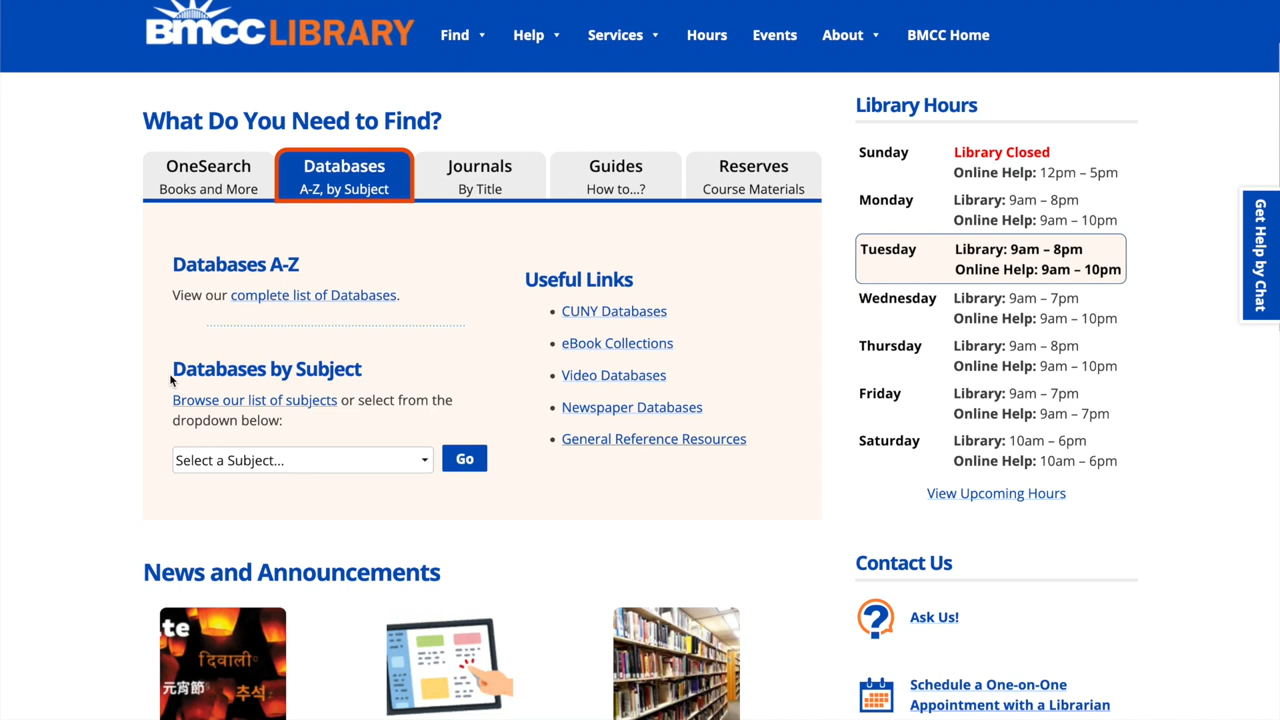 BMCC LIBRARY
Find
Help
Services
Hours
Events
About
BMCC Home
What Do You Need to Find?
OneSearch
Books and More
Databases
A-Z, by Subject
Journals
By Title
Guides
How to...?
Reserves
Course Materials
Databases A-Z
View our complete list of Databases.
Databases by Subject
Browse our list of subjects or select from the
dropdown below:
Select a Subject...
Go
Useful Links
CUNY Databases
eBook Collections
Video Databases
Newspaper Databases
General Reference Resources
News and Announcements
te
दिवाली
元宵節
추석
Library Hours
Sunday Library Closed
Online Help: 12pm – 5pm
Monday Library: 9am – 8pm
Online Help: 9am – 10pm
Tuesday Library: 9am – 8pm
Online Help: 9am – 10pm
Wednesday Library: 9am – 7pm
Online Help: 9am – 10pm
Thursday Library: 9am – 8pm
Online Help: 9am – 10pm
Friday Library: 9am – 7pm
Online Help: 9am – 7pm
Saturday Library: 10am – 6pm
Online Help: 10am – 6pm
View Upcoming Hours
Contact Us
Ask Us!
Schedule a One-on-One
Appointment with a Librarian
Get Help by Chat